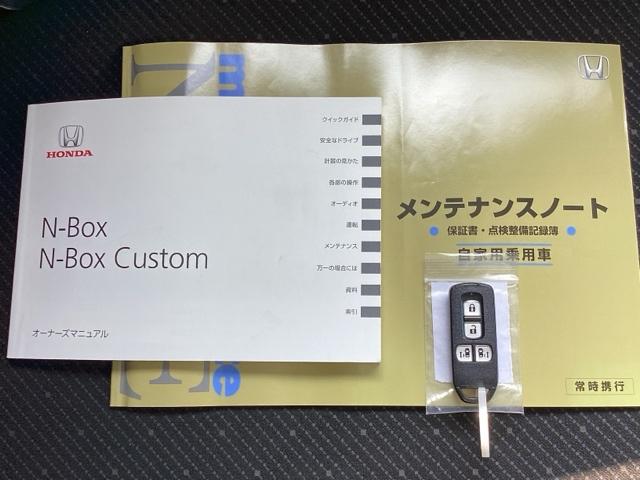 HONDA
N-Box
N-Box Custom
オーナーズマニュアル
クイックガイド
安全なドライブ
計器の見かた
各部の操作
オーディオ
運転
メンテナンス
万一の場合には
資料
索引
メンテナンスノート
保証書・点検整備記録簿
自家用乗用車
常時携行